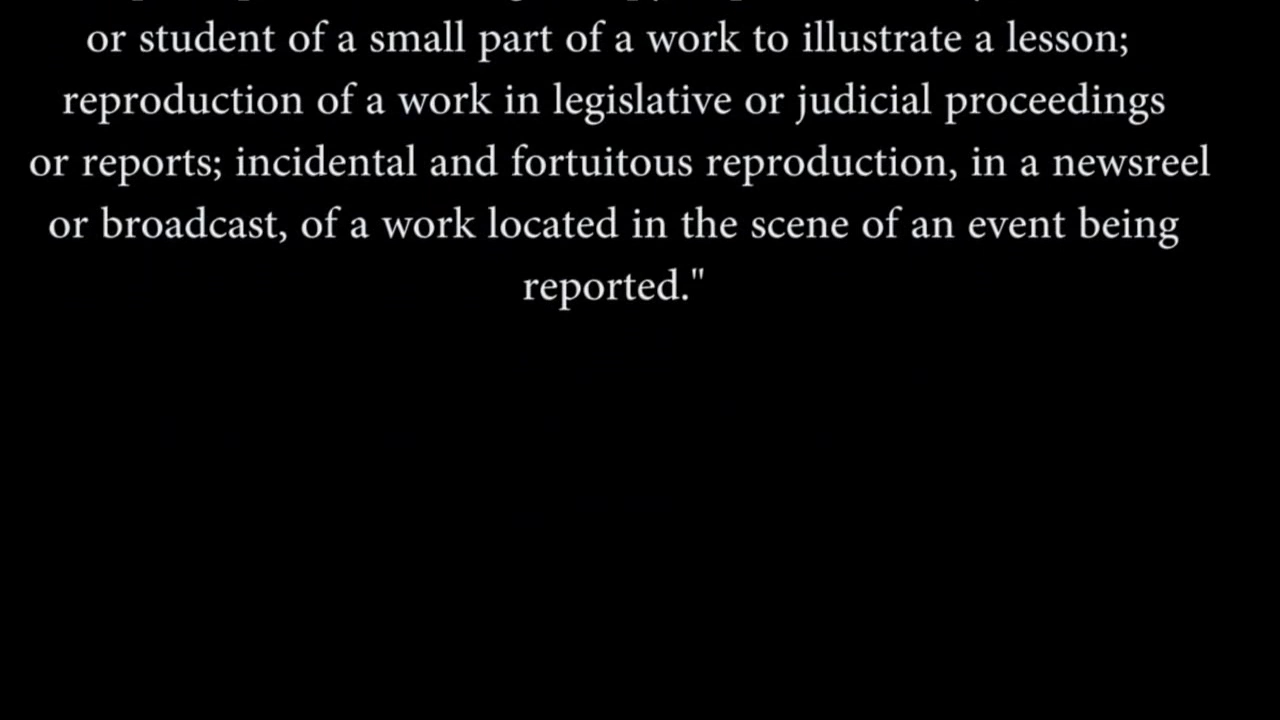 or student of a small part of a work to illustrate a lesson;
reproduction of a work in legislative or judicial proceedings
or reports; incidental and fortuitous reproduction, in a newsreel
or broadcast, of a work located in the scene of an event being
reported."